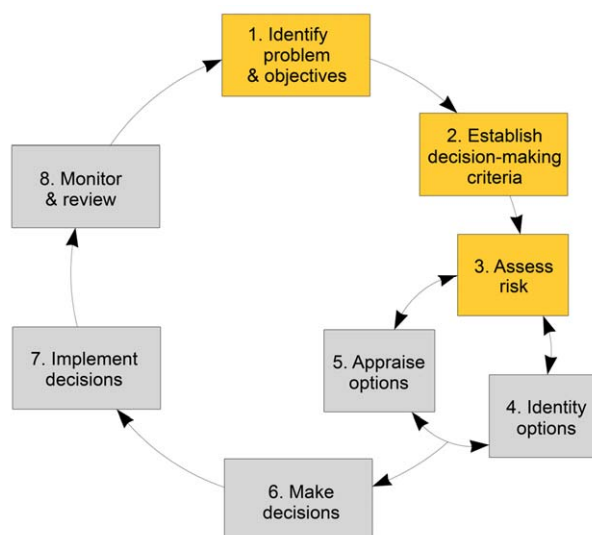 1. Identify
problem
& objectives
2. Establish
decision-making
criteria
3. Assess
risk
4. Identity
options
5. Appraise
options
6. Make
decisions
7. Implement
decisions
8. Monitor
& review